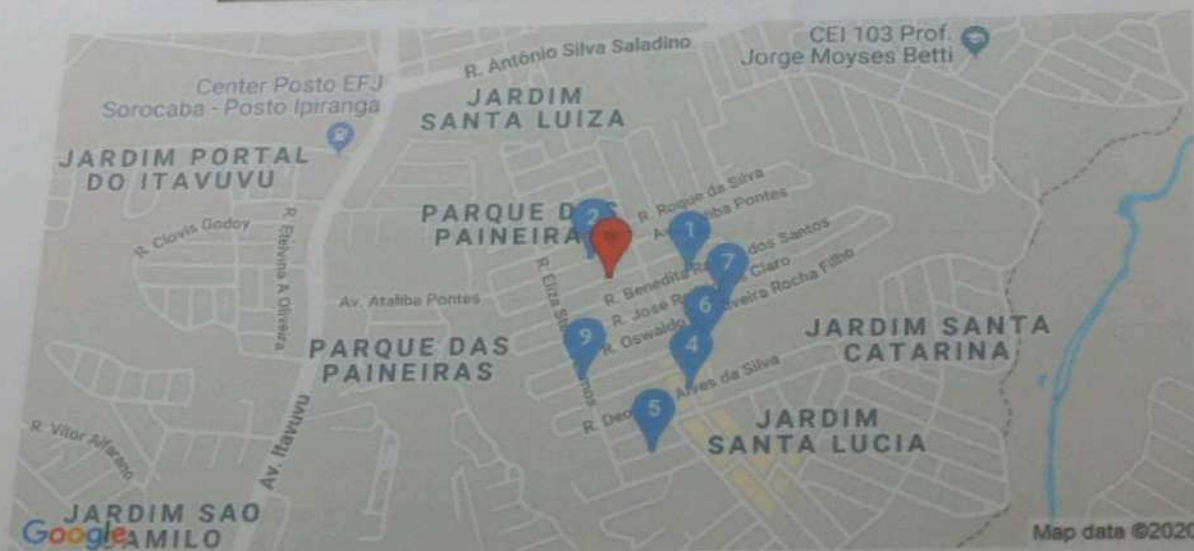 R. Antônio Silva Saladino
CEI 103 Prof.
Jorge Moyses Betti
Center Posto EFJ
Sorocaba - Posto Ipiranga
JARDIM
SANTA LUIZA
JARDIM PORTAL
DO ITAVUVU
R. Clovis Godoy
R. Etelvina A Oliveira
PARQUE
PAINEIRA
2
R. Roque da Silva
Pontes
1
7
R. Benedita dos Santos
R. Jose Claro
R. Oswaldo Rocha Filho
6
Av. Ataliba Pontes
R. Eliza
9
4
PARQUE DAS
PAINEIRAS
JARDIM SANTA
CATARINA
R. Alves da Silva
5
JARDIM
SANTA LUCIA
R. Vitor Alfarano
Av. Itavuvu
JARDIM SAO
Google
Map data ©2020